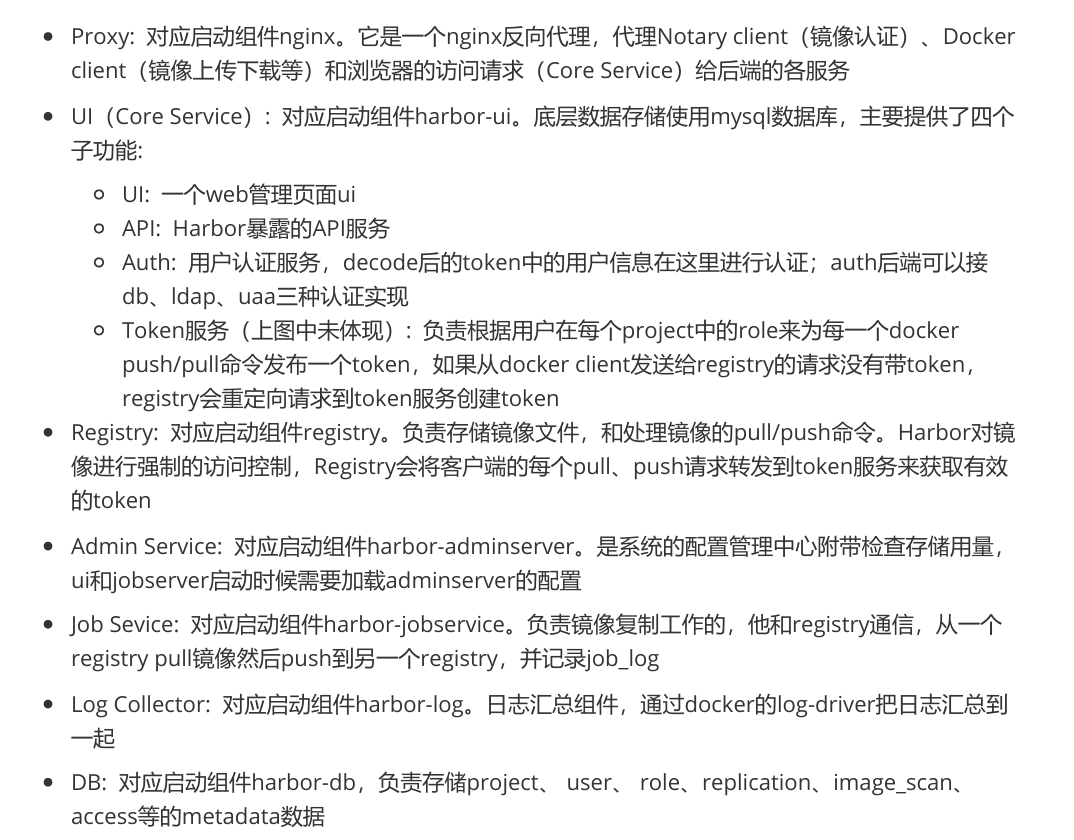 Proxy: 对应启动组件nginx。它是一个nginx反向代理，代理Notary client（镜像认证）、Docker
client（镜像上传下载等）和浏览器的访问请求（Core Service）给后端的各服务
UI（Core Service）: 对应启动组件harbor-ui。底层数据存储使用mysql数据库，主要提供了四个
子功能:
UI: 一个web管理页面ui
API: Harbor暴露的API服务
Auth: 用户认证服务，decode后的token中的用户信息在这里进行认证；auth后端可以接
db、ldap、uaa三种认证实现
Token服务（上图中未体现）: 负责根据用户在每个project中的role来为每一个docker
push/pull命令发布一个token，如果从docker client发送给registry的请求没有带token，
registry会重定向请求到token服务创建token
Registry: 对应启动组件registry。负责存储镜像文件，和处理镜像的pull/push命令。Harbor对镜
像进行强制的访问控制，Registry会将客户端的每个pull、push请求转发到token服务来获取有效
的token
Admin Service: 对应启动组件harbor-adminserver。是系统的配置管理中心附带检查存储用量，
ui和jobserver启动时候需要加载adminserver的配置
Job Sevice: 对应启动组件harbor-jobservice。负责镜像复制工作的，他和registry通信，从一个
registry pull镜像然后push到另一个registry，并记录job_log
Log Collector: 对应启动组件harbor-log。日志汇总组件，通过docker的log-driver把日志汇总到
一起
DB: 对应启动组件harbor-db，负责存储project、 user、 role、replication、image_scan、
access等的metadata数据